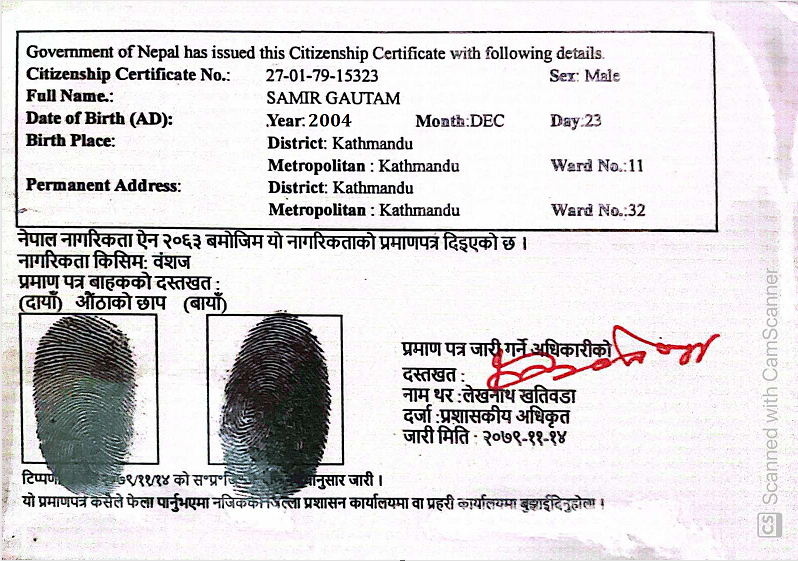 Government of Nepal has issued this Citizenship Certificate with following details.
Citizenship Certificate No.: 27-01-79-15323 Sex: Male
Full Name.: SAMIR GAUTAM
Date of Birth (AD): Year: 2004 Month:DEC Day:23
Birth Place: District: Kathmandu
Metropolitan : Kathmandu Ward No.:11
Permanent Address: District: Kathmandu
Metropolitan : Kathmandu Ward No.:32
नेपाल नागरिकता ऐन २०६३ बमोजिम यो नागरिकताको प्रमाणपत्र दिइएको छ ।
नागरिकता किसिम: वंशज
प्रमाण पत्र बाहकको दस्तखत :
(दायाँ) औंठाको छाप (बायाँ)
प्रमाण पत्र जारी गर्ने अधिकारीको
दस्तखत :
नाम थर :लेखनाथ खतिवडा
दर्जा :प्रशासकीय अधिकृत
जारी मिति : २०७९-११-१४
टिप्पण २०७९/११/१४ को स०प्र०जि नुसार जारी ।
यो प्रमाणपत्र कसैले फेला पार्नुभएमा नजिकको जिल्ला प्रशासन कार्यालयमा वा प्रहरी कार्यालयमा बुझाईदिनुहोला ।
CS Scanned with CamScanner